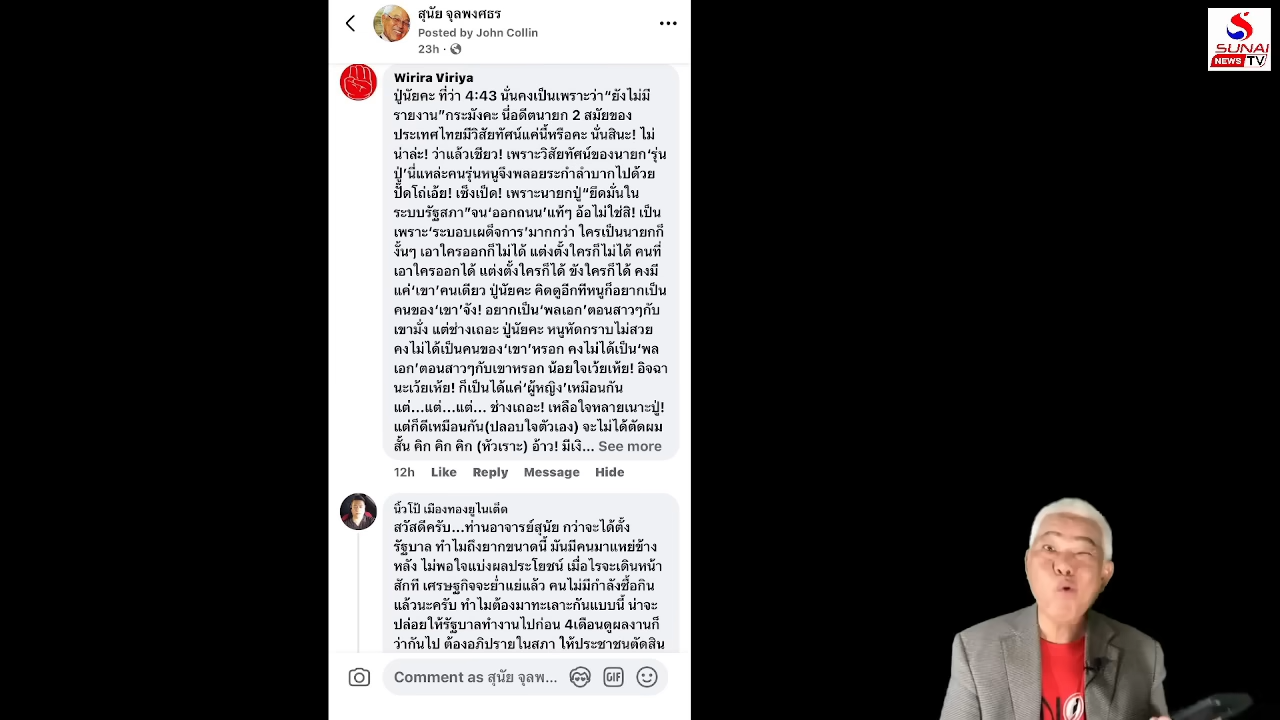 สุนัย จุลพงศธร
Posted by John Collin
23h
SUNAI
NEWS TV
Wirira Viriya
ปู่นัยคะ ที่ว่า 4:43 นั่นคงเป็นเพราะว่า“ยังไม่มี
รายงาน”กระมังคะ นี่อดีตนายก 2 สมัยของ
ประเทศไทยมีวิสัยทัศน์แค่นี้หรือคะ นั่นสินะ! ไม่
น่าล่ะ! ว่าแล้วเชียว! เพราะวิสัยทัศน์ของนายก‘รุ่น
ปู่’นี่แหล่ะคนรุ่นหนูจึงพลอยระกำลำบากไปด้วย
ปั๊ดโถ่เอ้ย! เซ็งเป็ด! เพราะนายกปู่“ยึดมั่นใน
ระบบรัฐสภา”จน‘ออกถนน’แท้ๆ อ้อไม่ใช่สิ! เป็น
เพราะ‘ระบอบเผด็จการ’มากกว่า ใครเป็นนายกก็
งั้นๆ เอาใครออกก็ไม่ได้ แต่งตั้งใครก็ไม่ได้ คนที่
เอาใครออกได้ แต่งตั้งใครก็ได้ ขังใครก็ได้ คงมี
แค่‘เขา’คนเดียว ปู่นัยคะ คิดดูอีกทีหนูก็อยากเป็น
คนของ‘เขา’จัง! อยากเป็น‘พลเอก’ตอนสาวๆกับ
เขามั่ง แต่ช่างเถอะ ปู่นัยคะ หนูหัดกราบไม่สวย
คงไม่ได้เป็นคนของ‘เขา’หรอก คงไม่ได้เป็น‘พล
เอก’ตอนสาวๆกับเขาหรอก น้อยใจเว้ยเห้ย! อิจฉา
นะเว้ยเห้ย! ก็เป็นได้แค่‘ผู้หญิง’เหมือนกัน
แต่...แต่...แต่... ช่างเถอะ! เหลือใจหลายเนาะปู่!
แต่ก็ดีเหมือนกัน(ปลอบใจตัวเอง) จะไม่ได้ตัดผม
สั้น คิก คิก คิก (หัวเราะ) อ้าว! มีเงิ... See more
12h Like Reply Message Hide
นิ้วโป้ เมืองทองยูไนเต็ด
สวัสดีครับ...ท่านอาจารย์สุนัย กว่าจะได้ตั้ง
รัฐบาล ทำไมถึงยากขนาดนี้ มันมีคนมาแหย่ข้าง
หลัง ไม่พอใจแบ่งผลประโยชน์ เมื่อไรจะเดินหน้า
สักที เศรษฐกิจจะย่ำแย่แล้ว คนไม่มีกำลังซื้อกิน
แล้วนะครับ ทำไมต้องมาทะเลาะกันแบบนี้ น่าจะ
ปล่อยให้รัฐบาลทำงานไปก่อน 4เดือนดูผลงานก็
ว่ากันไป ต้องอภิปรายในสภา ให้ประชาชนตัดสิน
Comment as สุนัย จุลพ...
GIF